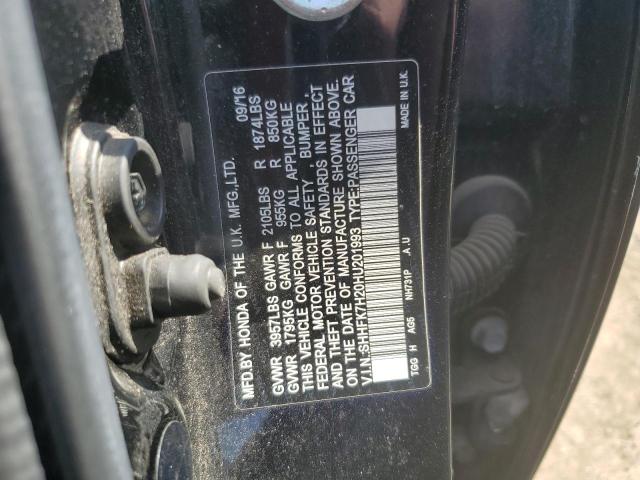 MFD.BY HONDA OF THE U.K. MFG.,LTD. 09/16
GVWR 3957LBS GAWR F 2105LBS R 1874LBS
GVWR 1795KG GAWR F 955KG R 850KG
THIS VEHICLE CONFORMS TO ALL APPLICABLE
FEDERAL MOTOR VEHICLE SAFETY , BUMPER ,
AND THEFT PREVENTION STANDARDS IN EFFECT
ON THE DATE OF MANUFACTURE SHOWN ABOVE.
V.I.N.:SHHFK7H20HU201993 TYPE:PASSENGER CAR
TGG H AG5 NH731P A.U MADE IN U.K.